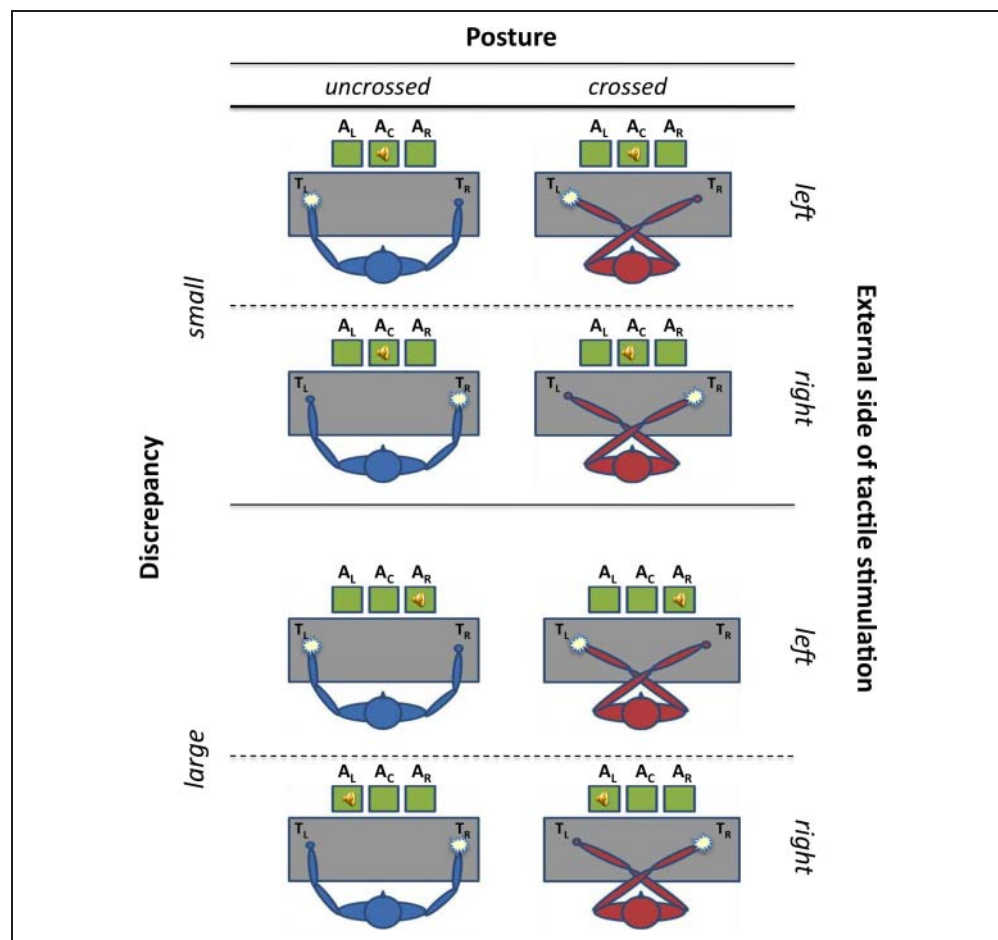 Posture
uncrossed crossed
A_L A_C A_R A_L A_C A_R
T_L T_R T_L T_R
left
small
A_L A_C A_R A_L A_C A_R
T_L T_R T_L T_R
right
Discrepancy
External side of tactile stimulation
A_L A_C A_R A_L A_C A_R
T_L T_R T_L T_R
left
large
A_L A_C A_R A_L A_C A_R
T_L T_R T_L T_R
right